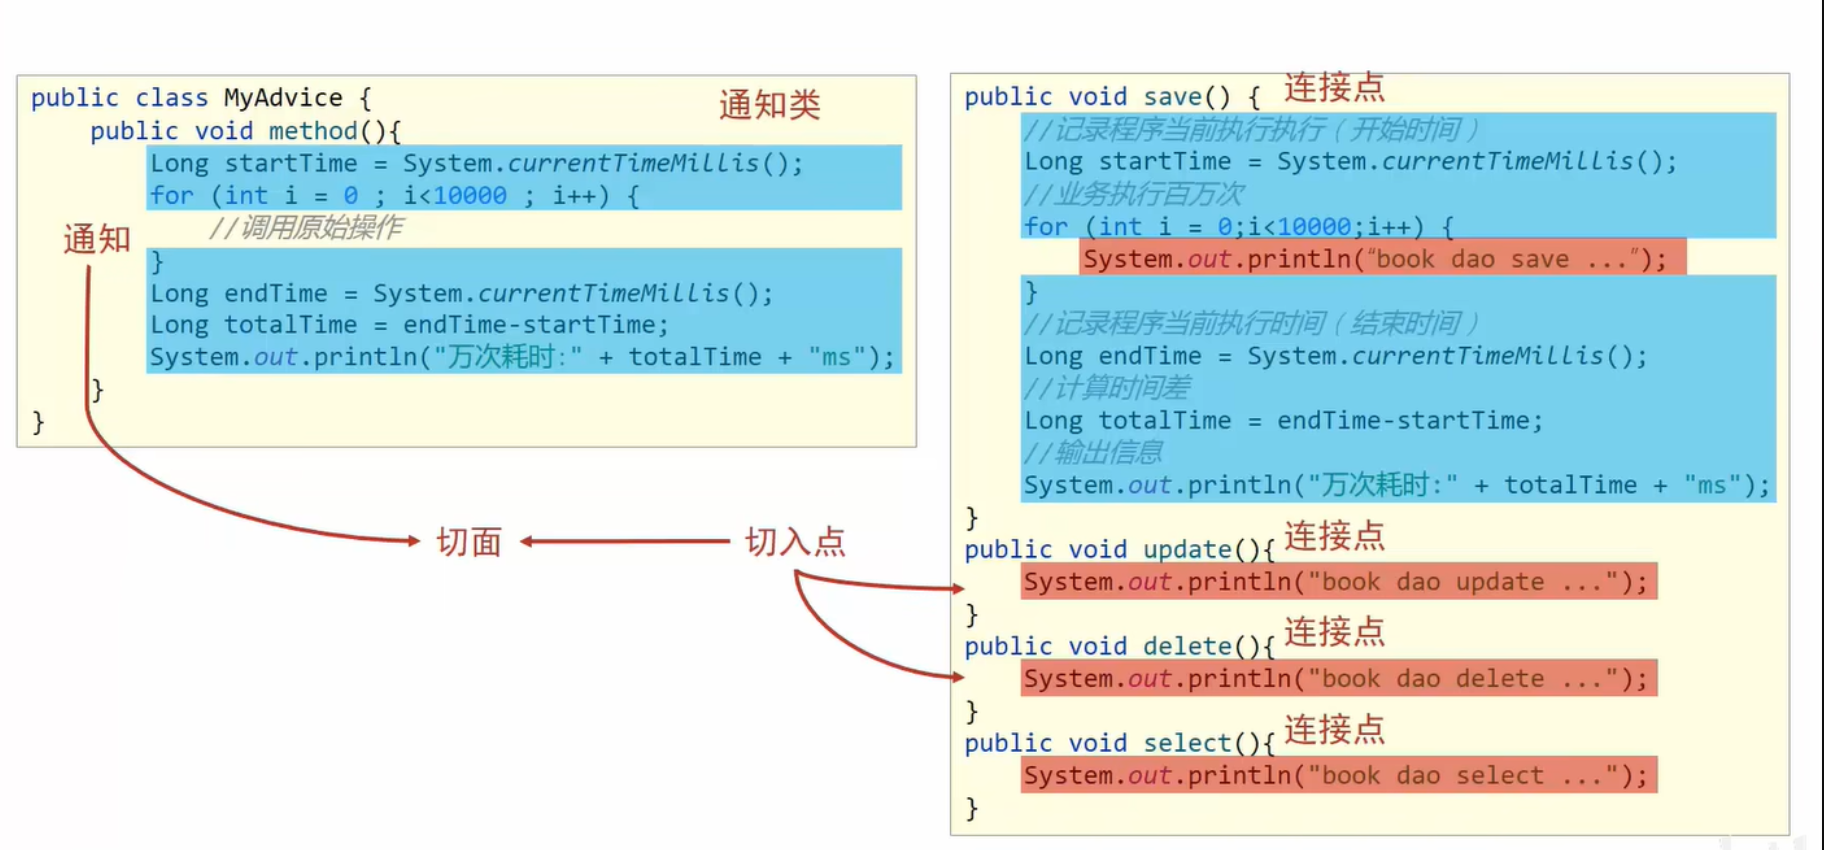 public class MyAdvice {
通知类
public void method(){
Long startTime = System.currentTimeMillis();
for (int i = 0 ; i<10000 ; i++) {
//调用原始操作
通知
}
Long endTime = System.currentTimeMillis();
Long totalTime = endTime-startTime;
System.out.println("万次耗时:" + totalTime + "ms");
}
}
切面
切入点
public void save() {
连接点
//记录程序当前执行执行（开始时间）
Long startTime = System.currentTimeMillis();
//业务执行百万次
for (int i = 0;i<10000;i++) {
System.out.println(“book dao save ...”);
}
//记录程序当前执行时间（结束时间）
Long endTime = System.currentTimeMillis();
//计算时间差
Long totalTime = endTime-startTime;
//输出信息
System.out.println("万次耗时:" + totalTime + "ms");
}
public void update(){
连接点
System.out.println("book dao update ...");
}
public void delete(){
连接点
System.out.println("book dao delete ...");
}
public void select(){
连接点
System.out.println("book dao select ...");
}